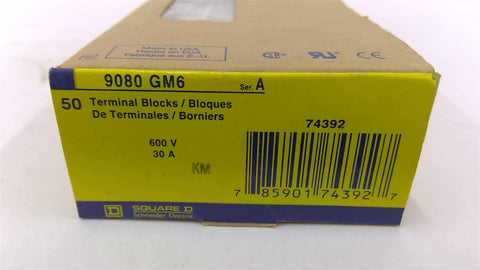 Made in USA
Hecho en EUA
Fabriqué aux É.-U.
9080 GM6
Ser. A
50 Terminal Blocks / Bloques
De Terminales / Borniers
600 V
30 A
KM
74392
7 85901 74392 7
SQUARE D
Schneider Electric